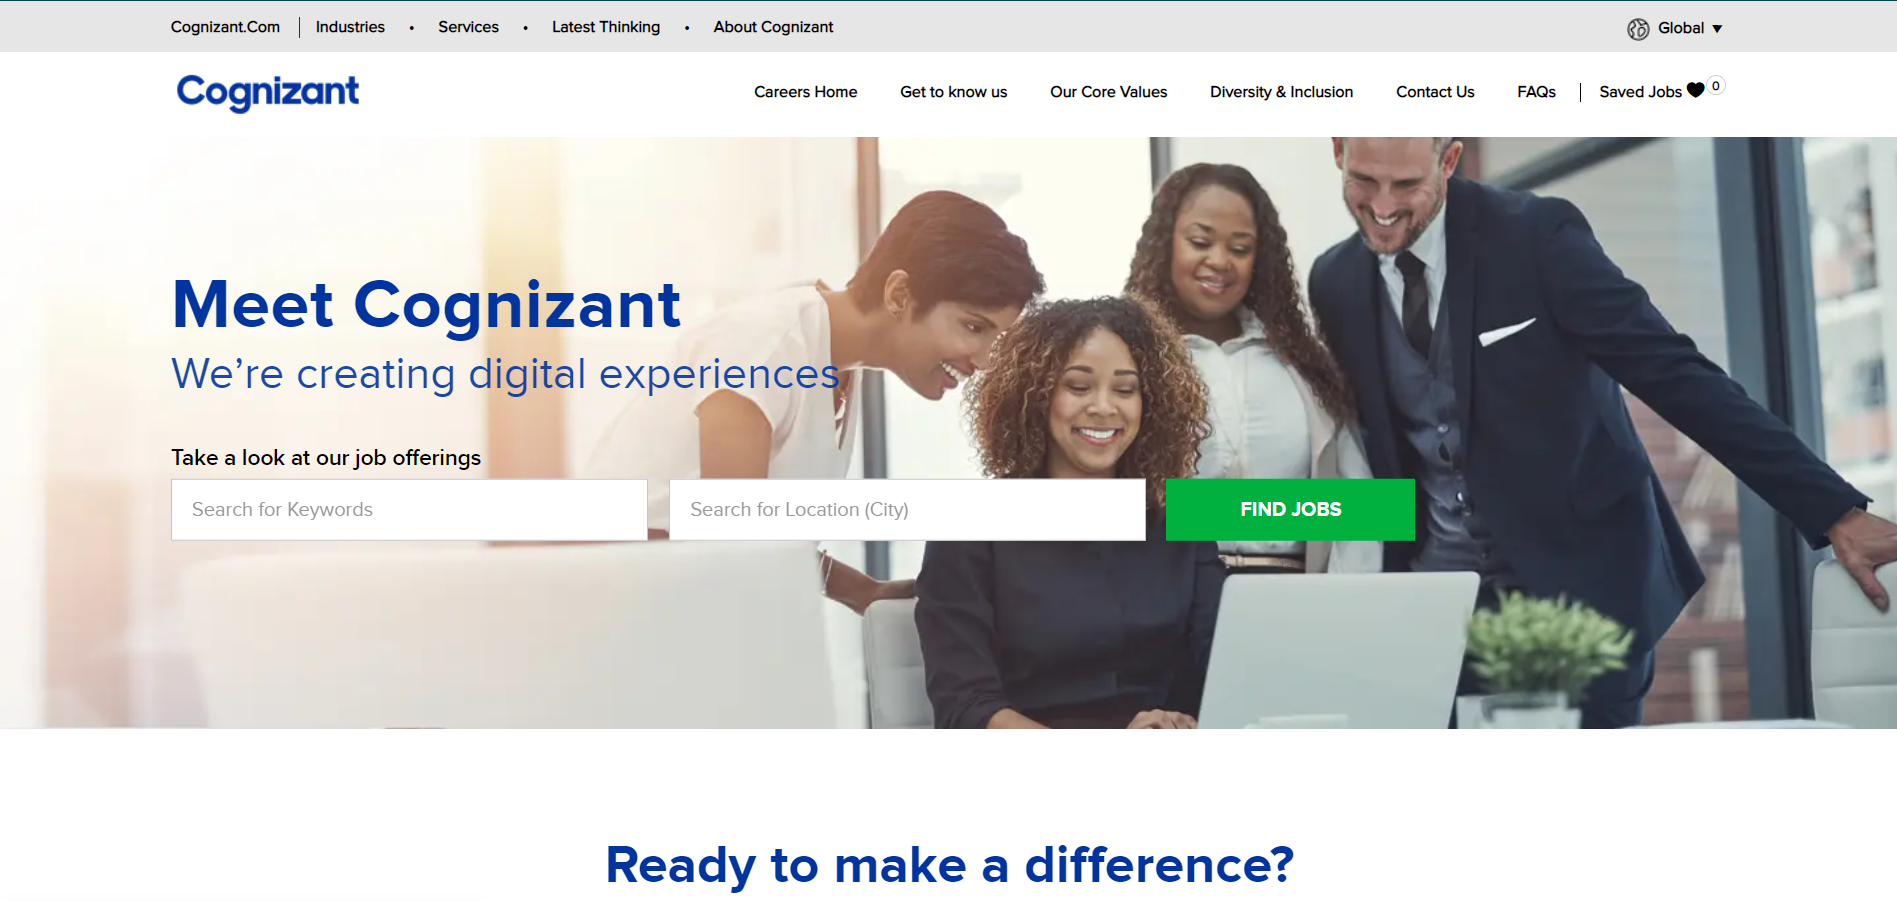 Cognizant.Com | Industries • Services • Latest Thinking • About Cognizant Global ▼
Cognizant Careers Home Get to know us Our Core Values Diversity & Inclusion Contact Us FAQs | Saved Jobs 0
Meet Cognizant
We’re creating digital experiences
Take a look at our job offerings
Search for Keywords Search for Location (City) FIND JOBS
Ready to make a difference?